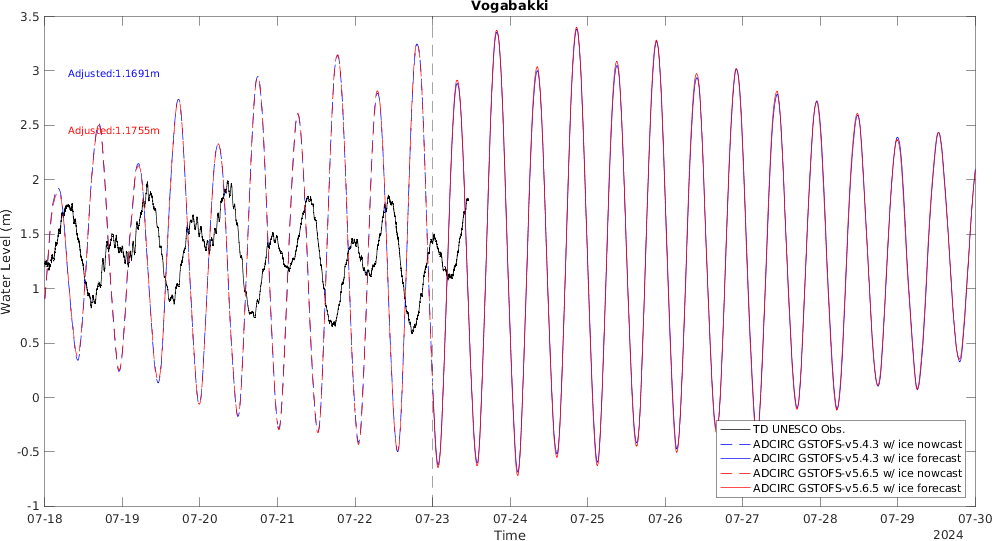 Vogabakki
3.5
3
2.5
2
1.5
1
0.5
0
-0.5
-1
Water Level (m)
Adjusted:1.1691m
Adjusted:1.1755m
TD UNESCO Obs.
ADCIRC GSTOFS-v5.4.3 w/ ice nowcast
ADCIRC GSTOFS-v5.4.3 w/ ice forecast
ADCIRC GSTOFS-v5.6.5 w/ ice nowcast
ADCIRC GSTOFS-v5.6.5 w/ ice forecast
07-18 07-19 07-20 07-21 07-22 07-23 07-24 07-25 07-26 07-27 07-28 07-29 07-30
Time
2024